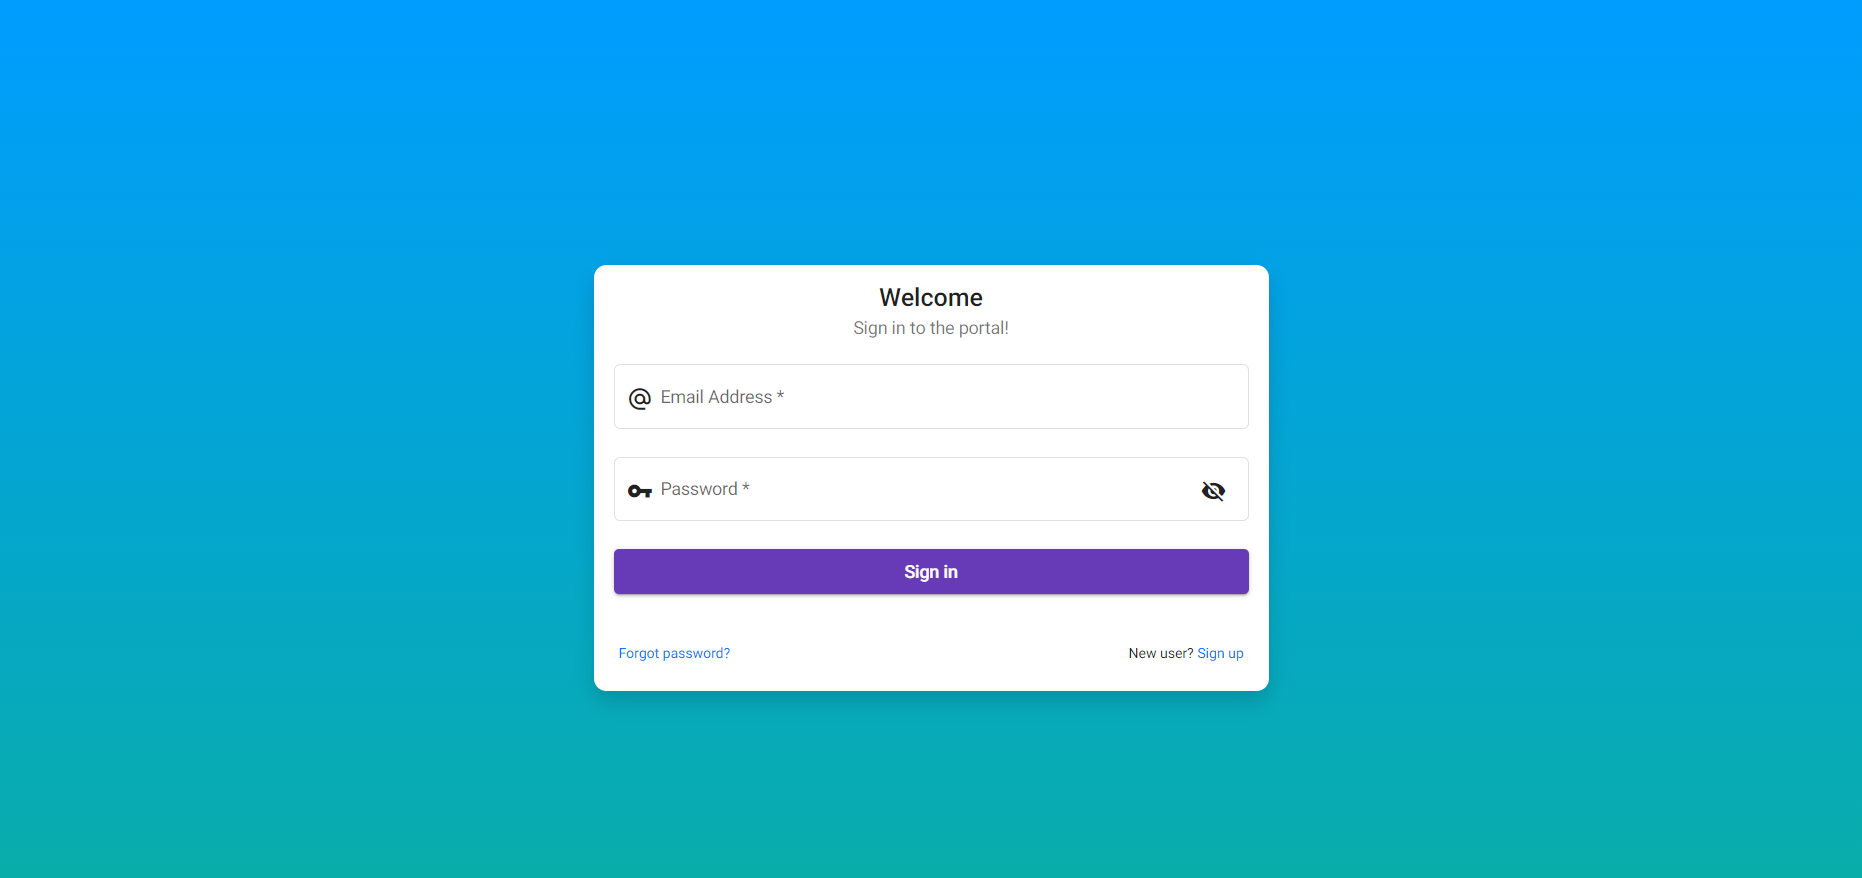 Welcome
Sign in to the portal!
Email Address *
Password *
Sign in
Forgot password?
New user? Sign up